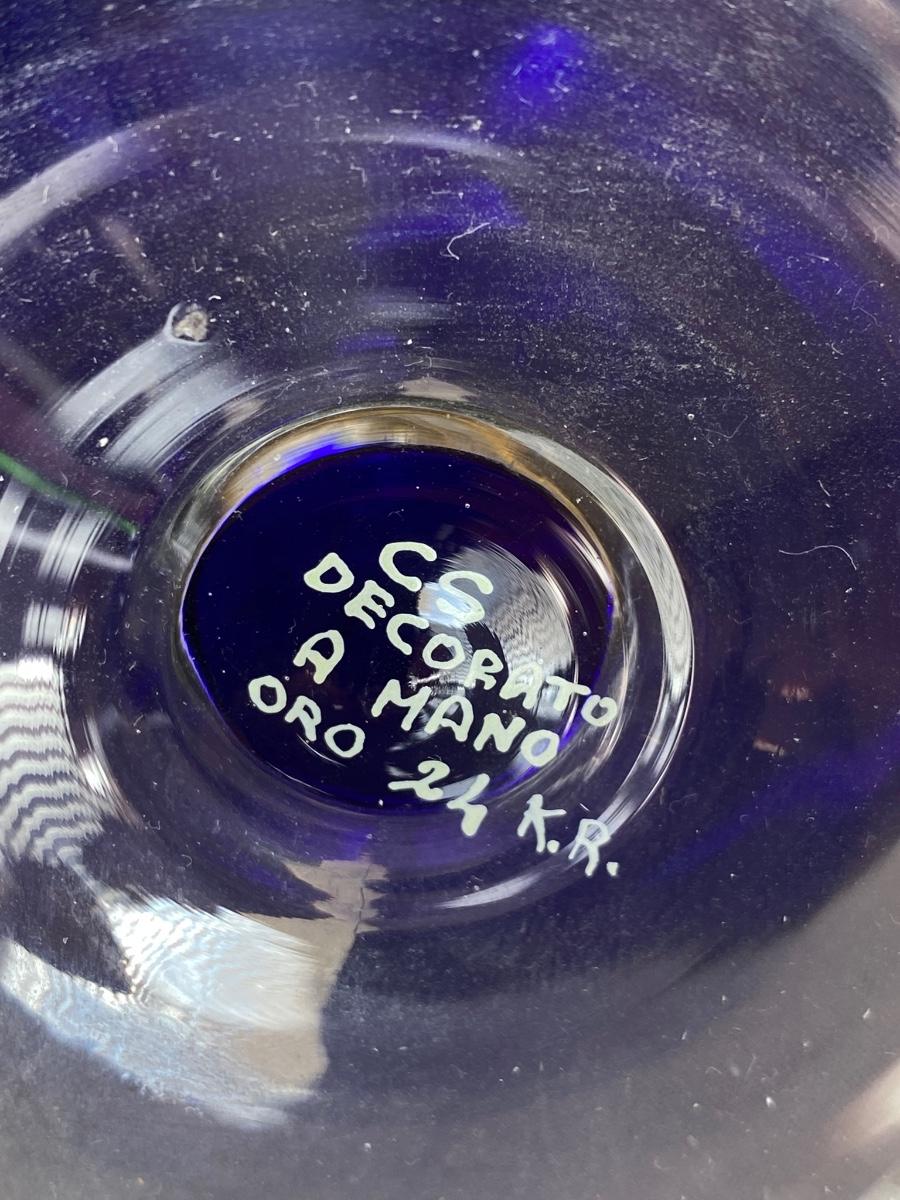 CS
DECORATO
A MANO
ORO 24 K.R.